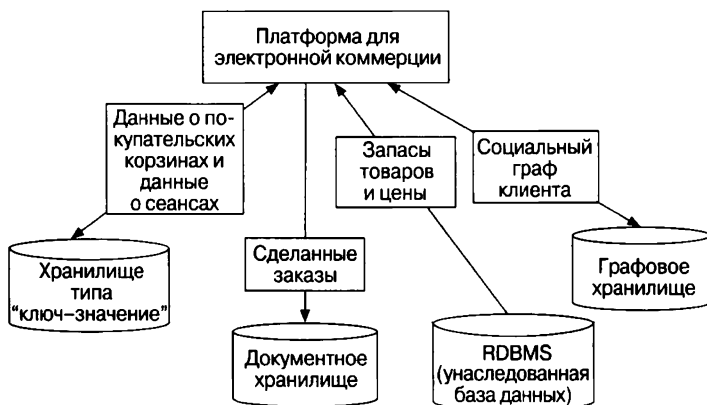 Платформа для
электронной коммерции
Данные о по-
купательских
корзинах и
данные
о сеансах
Запасы
товаров
и цены
Социальный
граф
клиента
Сделанные
заказы
Хранилище
типа
“ключ–значение”
Документное
хранилище
RDBMS
(унаследованная
база данных)
Графовое
хранилище